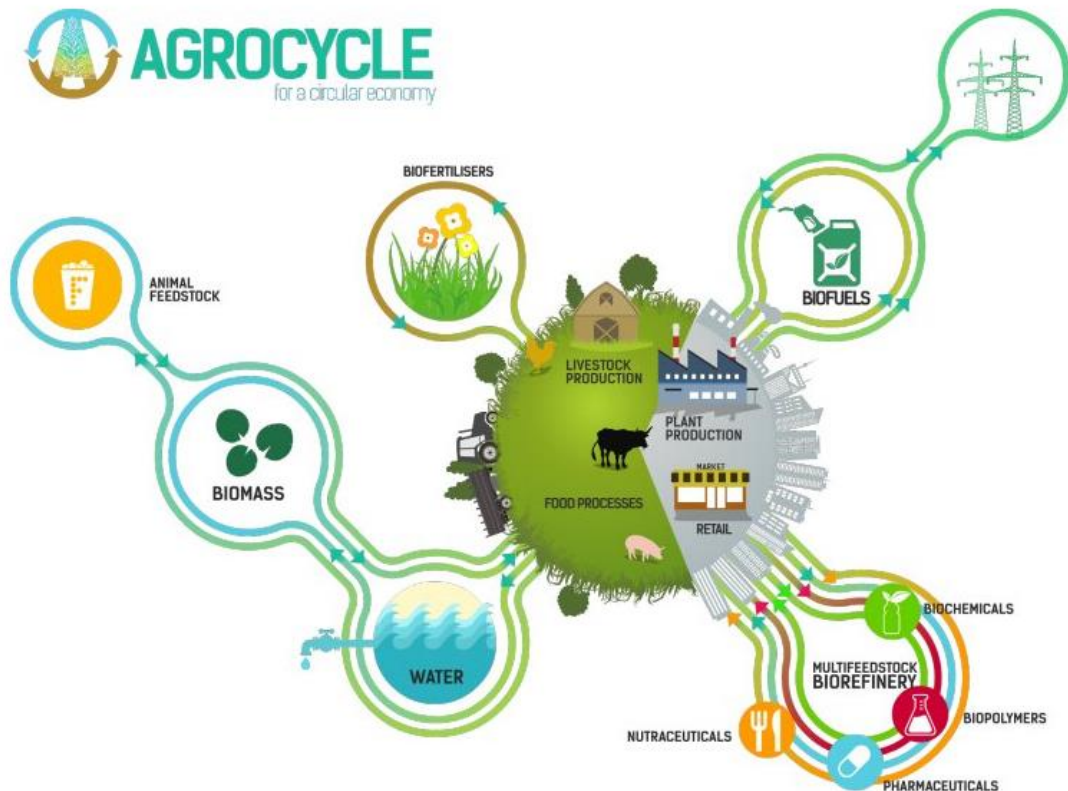 AGROCYCLE
for a circular economy
BIOFERTILISERS
ANIMAL
FEEDSTOCK
BIOFUELS
LIVESTOCK
PRODUCTION
PLANT
PRODUCTION
BIOMASS
MARKET
FOOD PROCESSES
RETAIL
WATER
BIOCHEMICALS
MULTIFEEDSTOCK
BIOREFINERY
BIOPOLYMERS
NUTRACEUTICALS
PHARMACEUTICALS
F